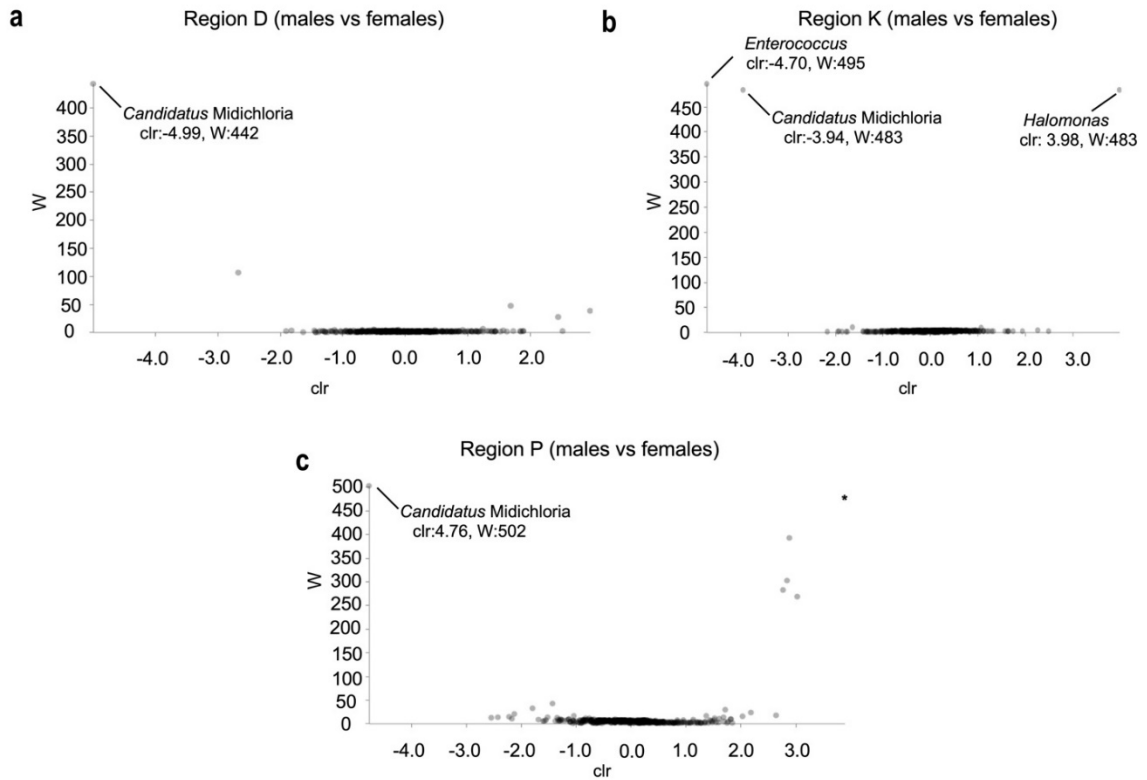 a
Region D (males vs females)
400
350
300
250
200
150
100
50
0
W
Candidatus Midichloria
clr:-4.99, W:442
-4.0 -3.0 -2.0 -1.0 0.0 1.0 2.0
clr
b
Region K (males vs females)
Enterococcus
clr:-4.70, W:495
450
500
350
300
250
200
150
100
50
0
W
Candidatus Midichloria
clr:-3.94, W:483
Halomonas
clr: 3.98, W:483
-4.0 -3.0 -2.0 -1.0 0.0 1.0 2.0 3.0
clr
c
Region P (males vs females)
500
450
400
350
300
250
200
150
100
50
0
W
Candidatus Midichloria
clr:4.76, W:502
*
-4.0 -3.0 -2.0 -1.0 0.0 1.0 2.0 3.0
clr